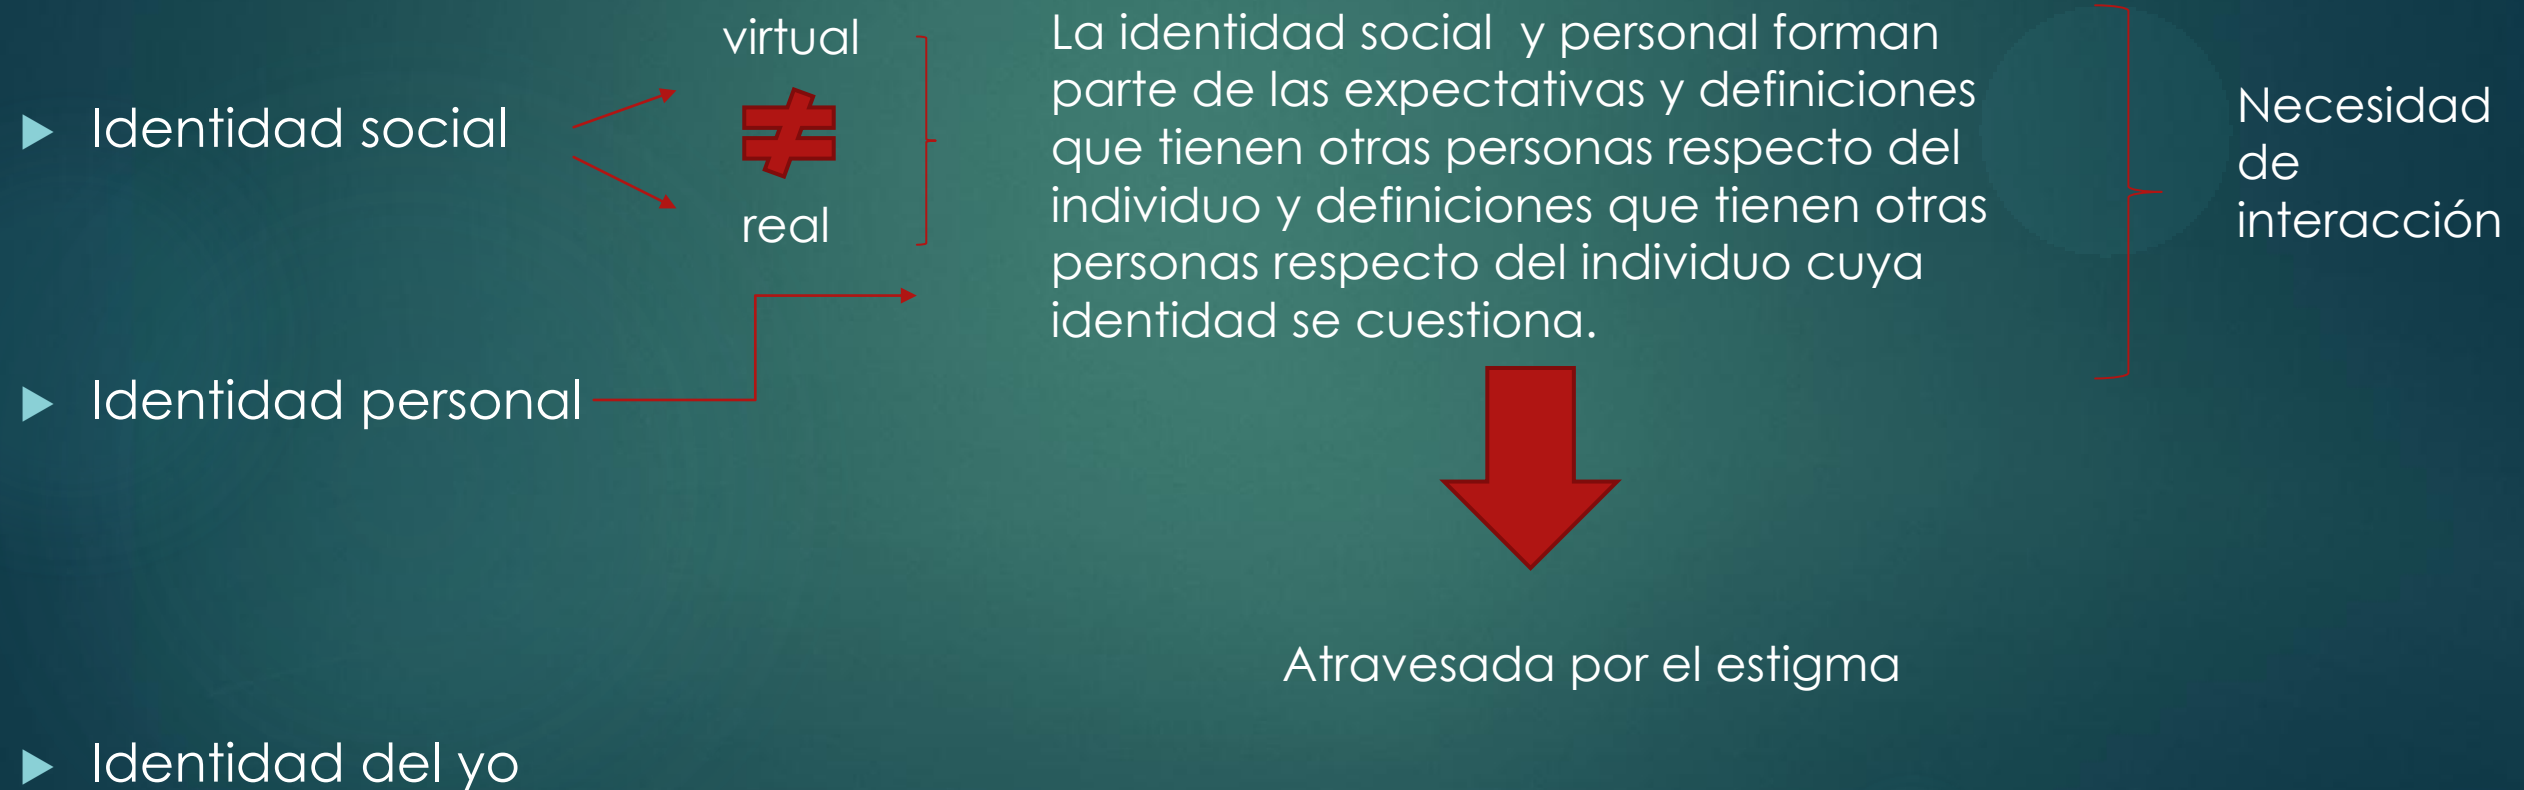 Identidad social
virtual
≠
real
La identidad social y personal forman
parte de las expectativas y definiciones
que tienen otras personas respecto del
individuo y definiciones que tienen otras
personas respecto del individuo cuya
identidad se cuestiona.
Necesidad
de
interacción
Identidad personal
Atravesada por el estigma
Identidad del yo